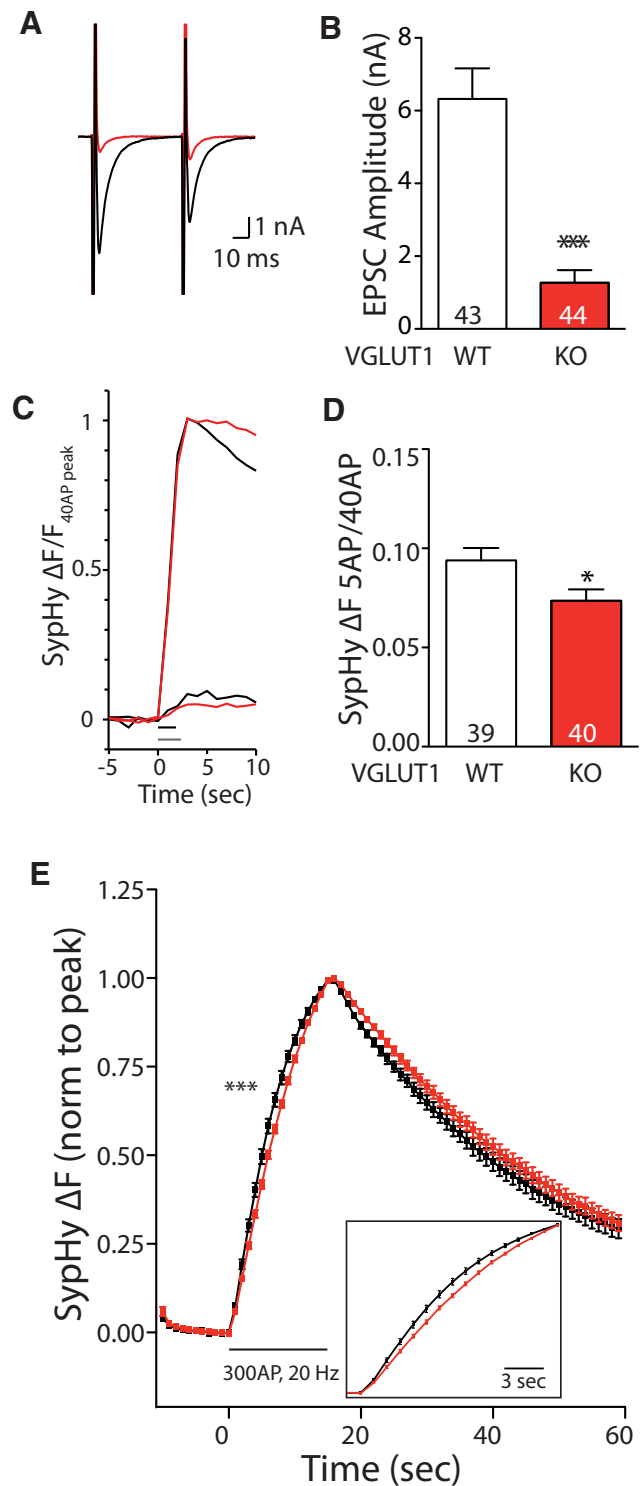 A
1 nA
10 ms
B
EPSC Amplitude (nA)
8
6
4
2
0
***
43
44
VGLUT1 WT KO
C
SypHy ΔF/F40AP peak
1
0.5
0
-5 0 5 10
Time (sec)
D
SypHy ΔF 5AP/40AP
0.15
0.10
0.05
0.00
*
39
40
VGLUT1 WT KO
E
SypHy ΔF (norm to peak)
1.25
1.00
0.75
0.50
0.25
0.00
***
300AP, 20 Hz
3 sec
0 20 40 60
Time (sec)